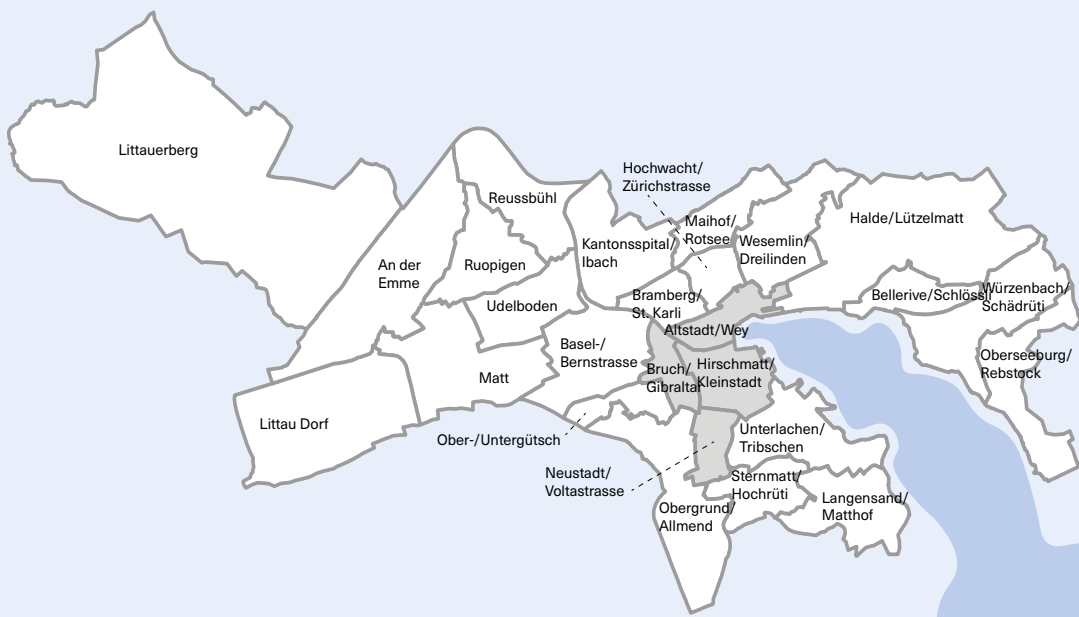 Littauerberg
Hochwacht/
Zürichstrasse
Reussbühl
Maihof/
Rotsee
Halde/Lützelmatt
Wesemlin/
Dreilinden
Kantonsspital/
Ibach
An der
Emme
Ruopigen
Bramberg/
St. Karli
Bellerive/Schlössli
Würzenbach/
Schädrüti
Udelboden
Altstadt/Wey
Basel-/
Bernstrasse
Oberseeburg/
Rebstock
Bruch/
Gibraltar
Hirschmatt/
Kleinstadt
Matt
Littau Dorf
Ober-/Untergütsch
Unterlachen/
Tribschen
Neustadt/
Voltastrasse
Sternmatt/
Hochrüti
Langensand/
Matthof
Obergrund/
Allmend